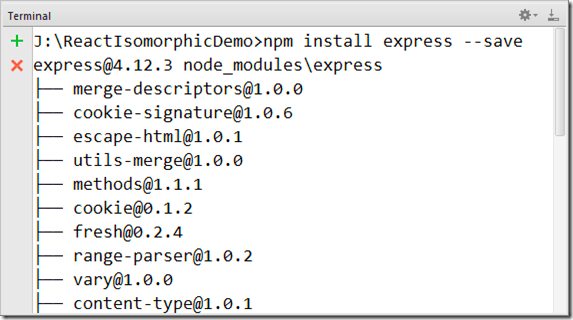 Terminal
J:\ReactIsomorphicDemo>npm install express --save
express@4.12.3 node_modules\express
├── merge-descriptors@1.0.0
├── cookie-signature@1.0.6
├── escape-html@1.0.1
├── utils-merge@1.0.0
├── methods@1.1.1
├── cookie@0.1.2
├── fresh@0.2.4
├── range-parser@1.0.2
├── vary@1.0.0
├── content-type@1.0.1